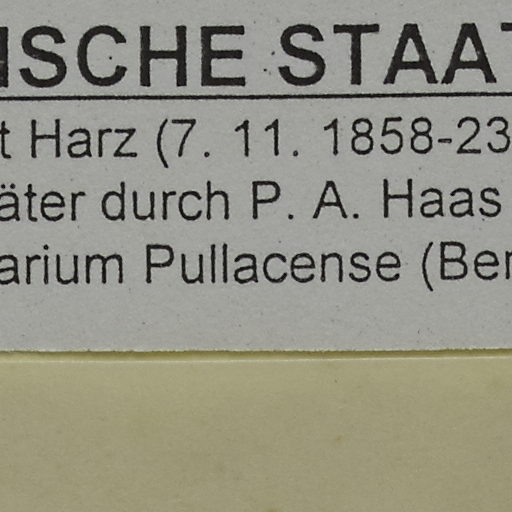 ISCHE STAAT
t Harz (7. 11. 1858-23
äter durch P. A. Haas
arium Pullacense (Ber